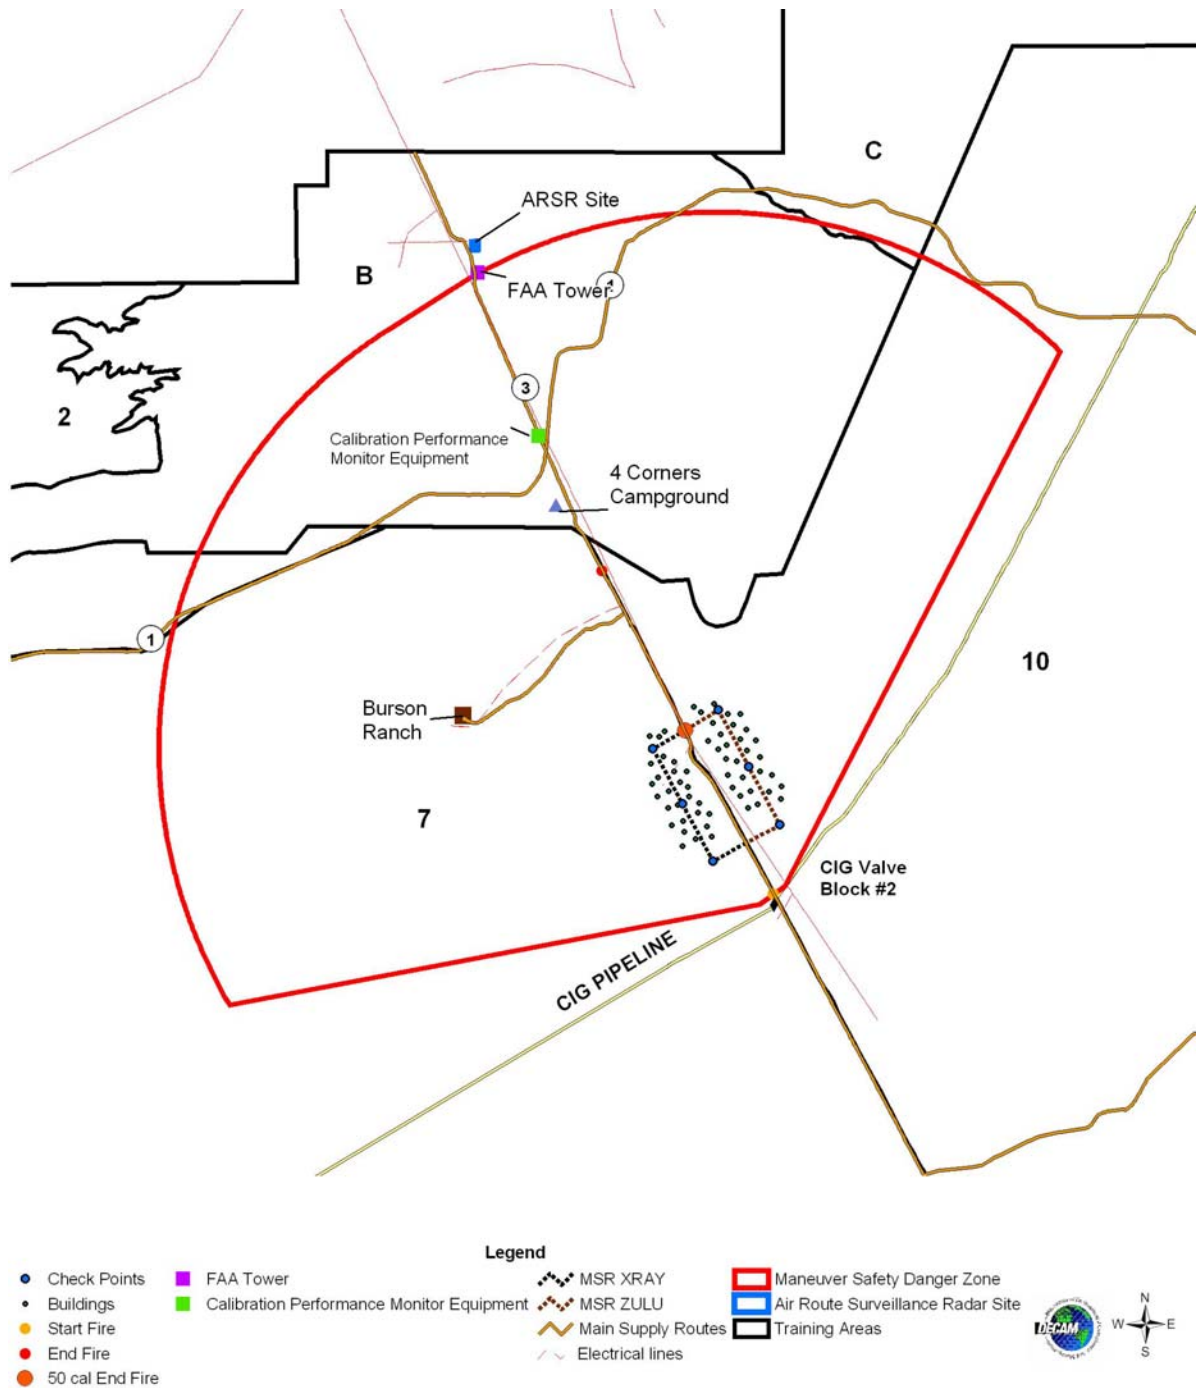 C
ARSR Site
B
FAA Tower
1
3
2
Calibration Performance
Monitor Equipment
4 Corners
Campground
1
10
Burson
Ranch
7
CIG Valve
Block #2
CIG PIPELINE
Legend
Check Points
Buildings
Start Fire
End Fire
50 cal End Fire
FAA Tower
Calibration Performance Monitor Equipment
MSR XRAY
MSR ZULU
Main Supply Routes
Electrical lines
Maneuver Safety Danger Zone
Air Route Surveillance Radar Site
Training Areas
DECAM
N
W
E
S